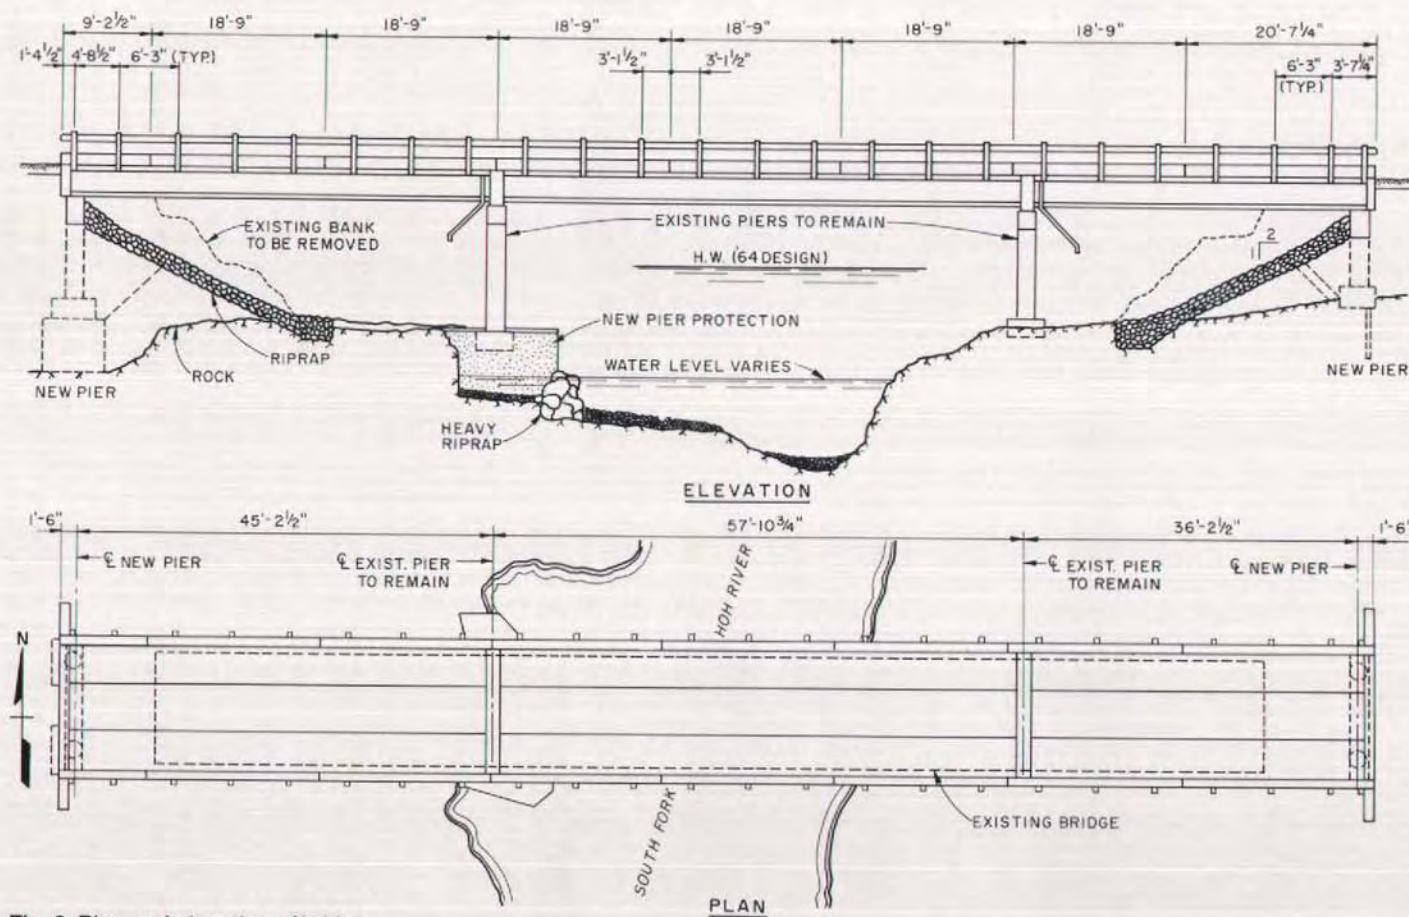 9'-2½" 18'-9" 18'-9" 18'-9" 18'-9" 18'-9" 18'-9" 20'-7¼"
1'-4½" 4'-8½" 6'-3" (TYP.) 3'-1½" 3'-1½" 6'-3" (TYP.) 3'-7¼"
EXISTING BANK
TO BE REMOVED
EXISTING PIERS TO REMAIN
H.W. (64 DESIGN)
2
1
NEW PIER PROTECTION
RIPRAP
ROCK
WATER LEVEL VARIES
NEW PIER
NEW PIER
HEAVY
RIPRAP
ELEVATION
1'-6" 45'-2½" 57'-10¾" 36'-2½" 1'-6"
℄ NEW PIER
℄ EXIST. PIER
TO REMAIN
HOH RIVER
℄ EXIST. PIER
TO REMAIN
℄ NEW PIER
N
SOUTH FORK
EXISTING BRIDGE
PLAN